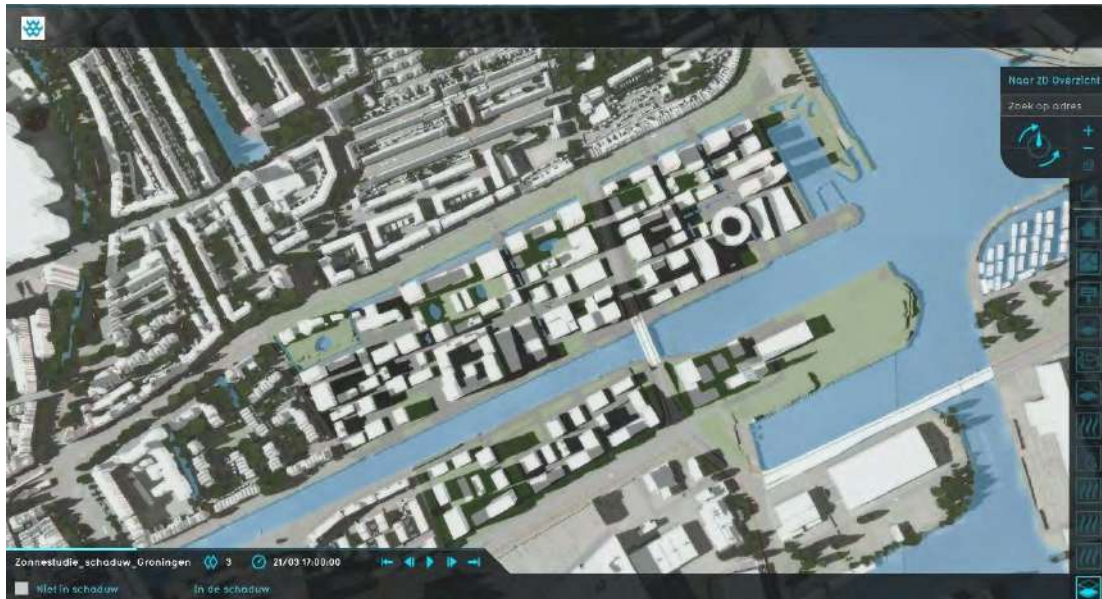 Naar 2D Overzicht
Zoek op adres
Zonnestudie_schaduw_Groningen 3 21/03 17:00:00
Niet in schaduw In de schaduw